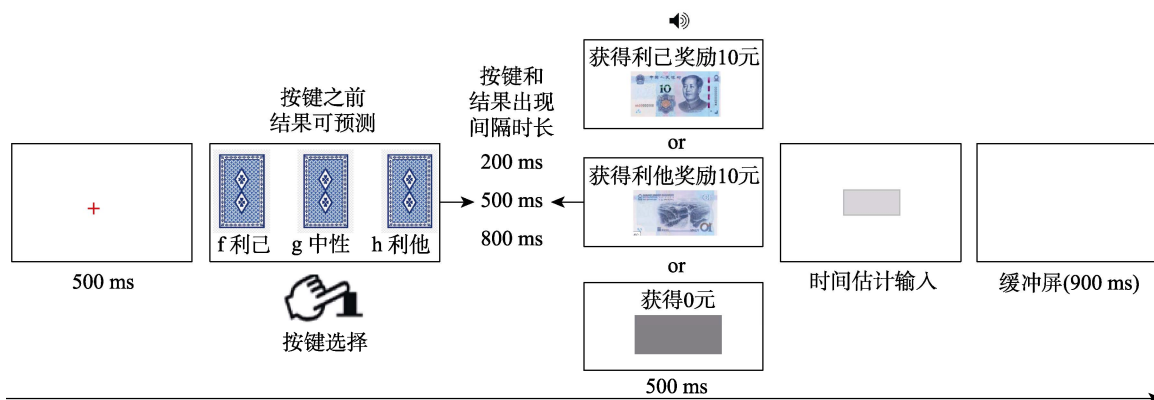 500 ms
按键之前
结果可预测
f 利己 g 中性 h 利他
按键选择
按键和
结果出现
间隔时长
200 ms
500 ms
800 ms
获得利己奖励10元
10
or
获得利他奖励10元
or
获得0元
500 ms
时间估计输入
缓冲屏(900 ms)